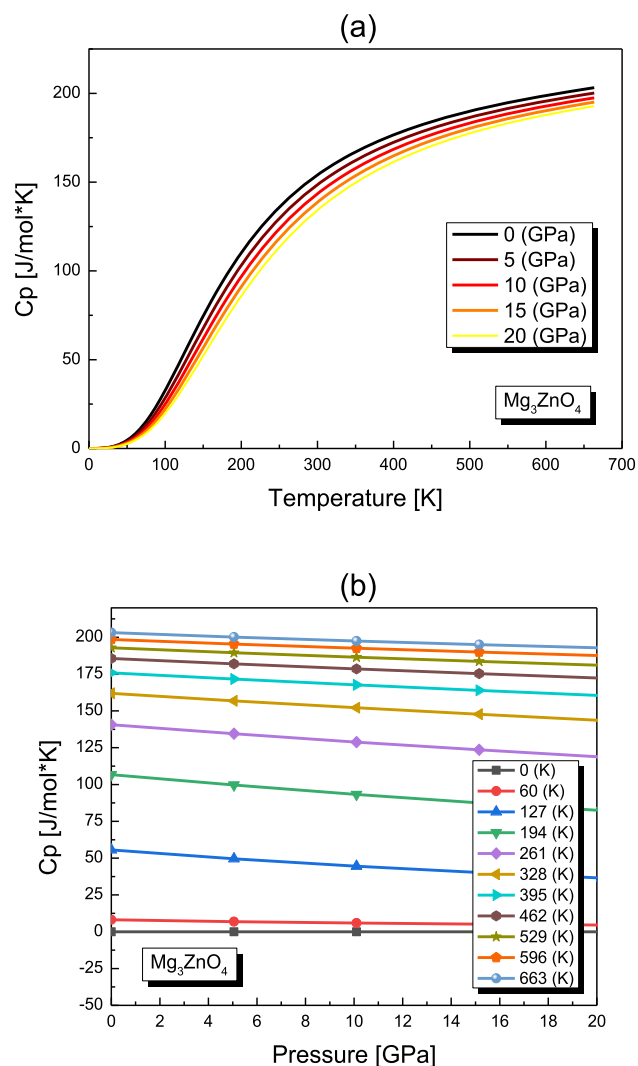 (a)
Cp [J/mol*K]
200
150
100
50
0
0 (GPa)
5 (GPa)
10 (GPa)
15 (GPa)
20 (GPa)
Mg₃ZnO₄
0 100 200 300 400 500 600 700
Temperature [K]
(b)
Cp [J/mol*K]
200
175
150
125
100
75
50
25
0
-25
-50
0 (K)
60 (K)
127 (K)
194 (K)
261 (K)
328 (K)
395 (K)
462 (K)
529 (K)
596 (K)
663 (K)
Mg₃ZnO₄
0 2 4 6 8 10 12 14 16 18 20
Pressure [GPa]